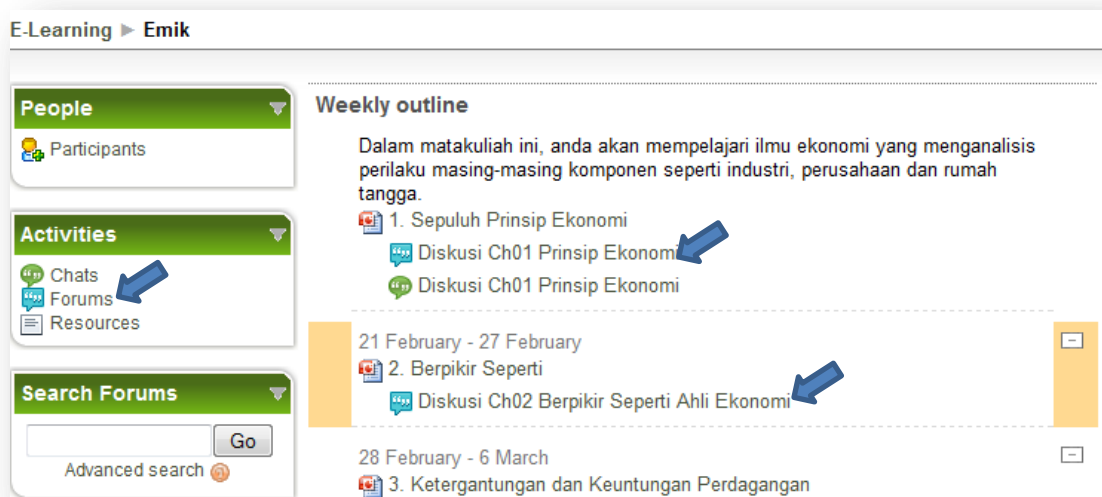 E-Learning ► Emik
People
Participants
Activities
Chats
Forums
Resources
Search Forums
Go
Advanced search
Weekly outline
Dalam matakuliah ini, anda akan mempelajari ilmu ekonomi yang menganalisis
perilaku masing-masing komponen seperti industri, perusahaan dan rumah
tangga.
1. Sepuluh Prinsip Ekonomi
Diskusi Ch01 Prinsip Ekonomi
Diskusi Ch01 Prinsip Ekonomi
21 February - 27 February
2. Berpikir Seperti
Diskusi Ch02 Berpikir Seperti Ahli Ekonomi
28 February - 6 March
3. Ketergantungan dan Keuntungan Perdagangan